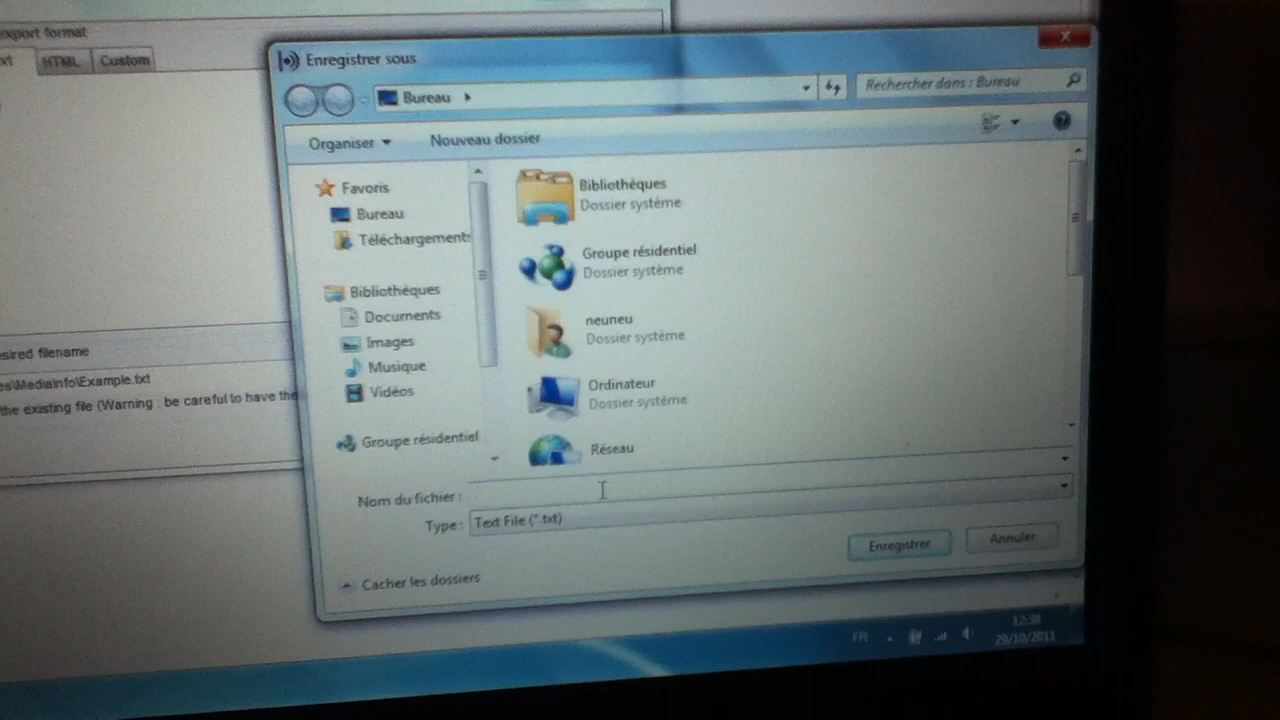 export format
xt HTML Custom
Enregistrer sous
Bureau
Rechercher dans : Bureau
Organiser
Nouveau dossier
Favoris
Bureau
Téléchargements
Bibliothèques
Documents
Images
Musique
Vidéos
Groupe résidentiel
Bibliothèques
Dossier système
Groupe résidentiel
Dossier système
neuneu
Dossier système
Ordinateur
Dossier système
Réseau
sired filename
es\MediaInfo\Example.txt
the existing file (Warning : be careful to have the
Nom du fichier :
Type : Text File (*.txt)
Enregistrer
Annuler
Cacher les dossiers
FR
12:38
29/10/2011